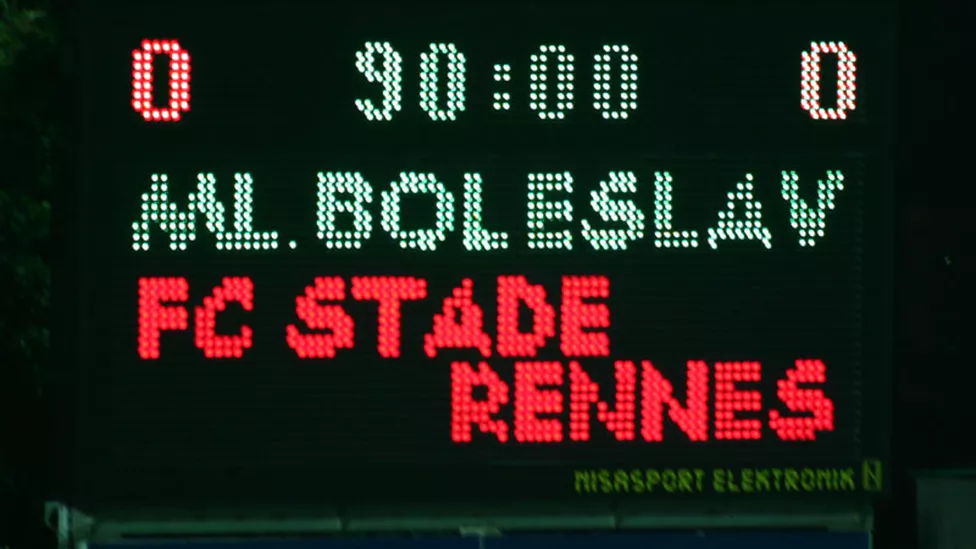 0 90:00 0
ML. BOLESLAV
FC STADE
RENNES
NISASPORT ELEKTRONIK N